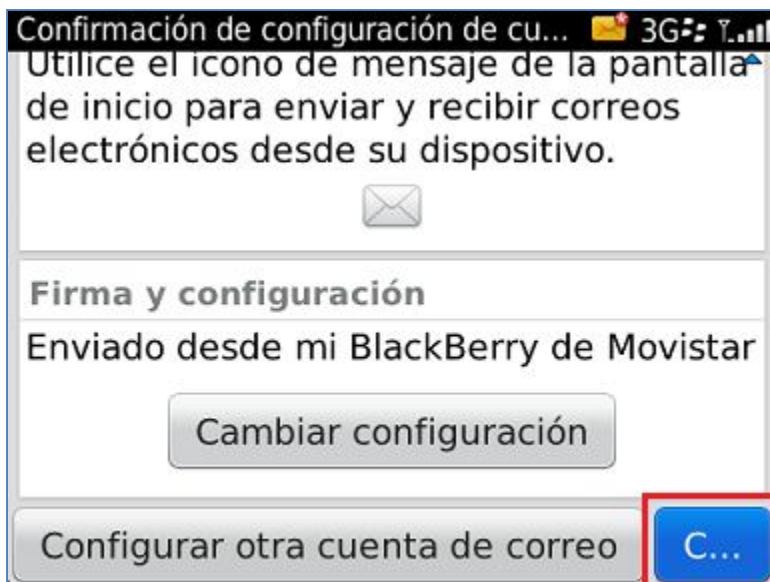 Confirmación de configuración de cu... 3G
Utilice el icono de mensaje de la pantalla
de inicio para enviar y recibir correos
electrónicos desde su dispositivo.
Firma y configuración
Enviado desde mi BlackBerry de Movistar
Cambiar configuración
Configurar otra cuenta de correo C...